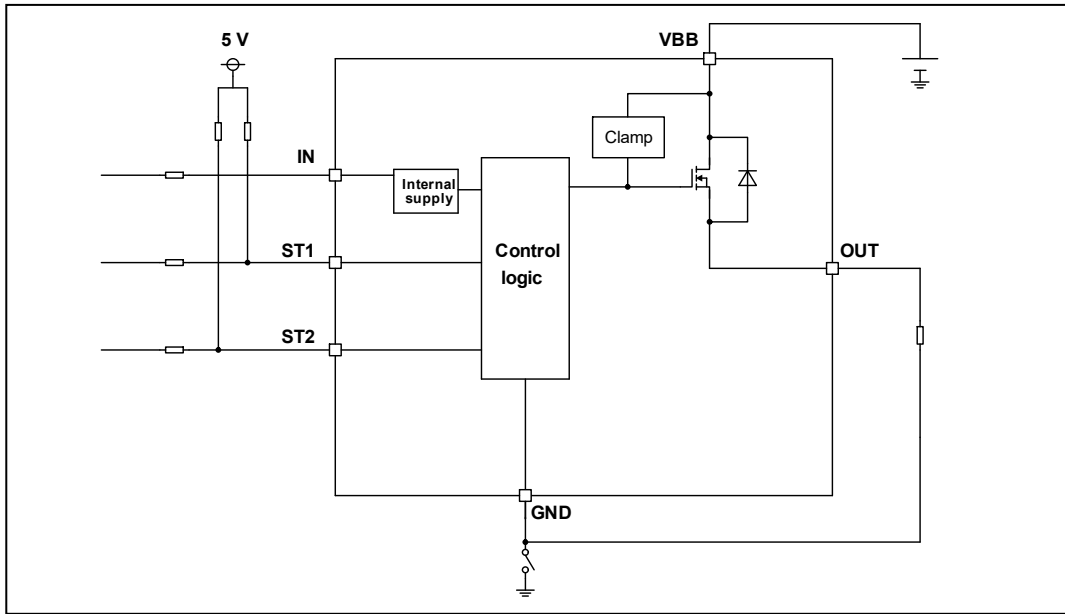 5 V
VBB
Clamp
IN
Internal
supply
Control
logic
ST1
OUT
ST2
GND